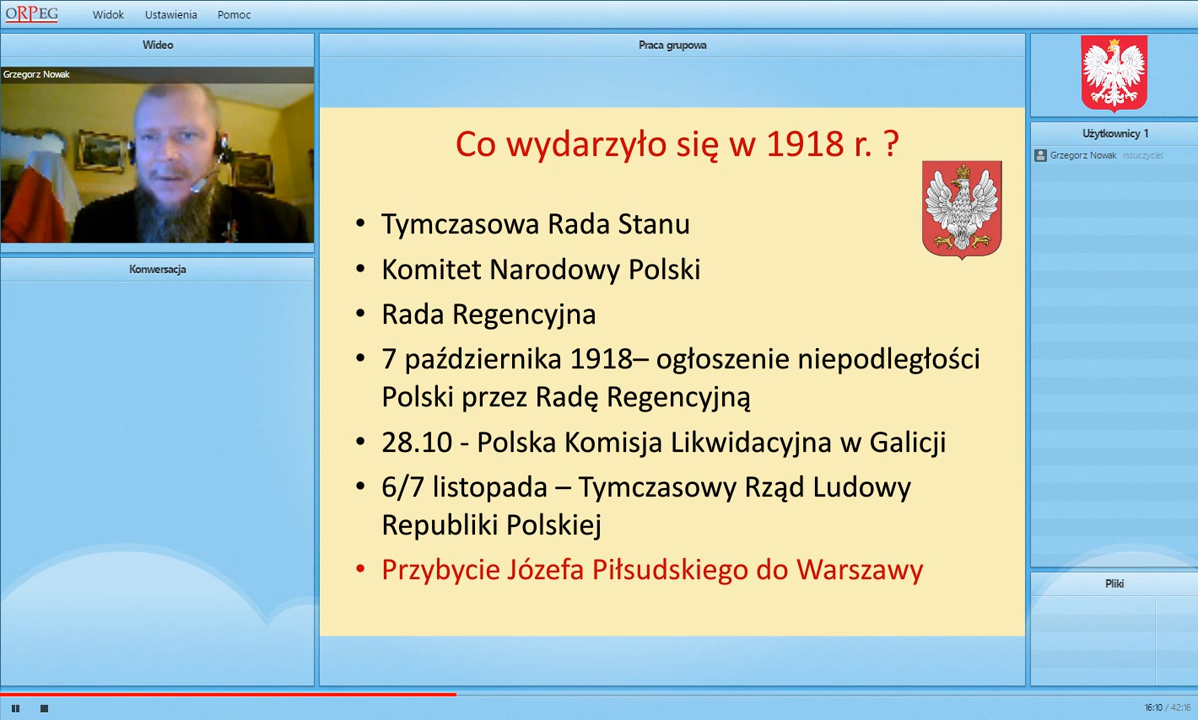 ORPEG
Widok Ustawienia Pomoc
Wideo
Grzegorz Nowak
Konwersacja
Praca grupowa
Co wydarzyło się w 1918 r. ?
• Tymczasowa Rada Stanu
• Komitet Narodowy Polski
• Rada Regencyjna
• 7 października 1918– ogłoszenie niepodległości
Polski przez Radę Regencyjną
• 28.10 - Polska Komisja Likwidacyjna w Galicji
• 6/7 listopada – Tymczasowy Rząd Ludowy
Republiki Polskiej
• Przybycie Józefa Piłsudskiego do Warszawy
Użytkownicy 1
Grzegorz Nowak nauczyciel
Pliki
16:10 / 42:16